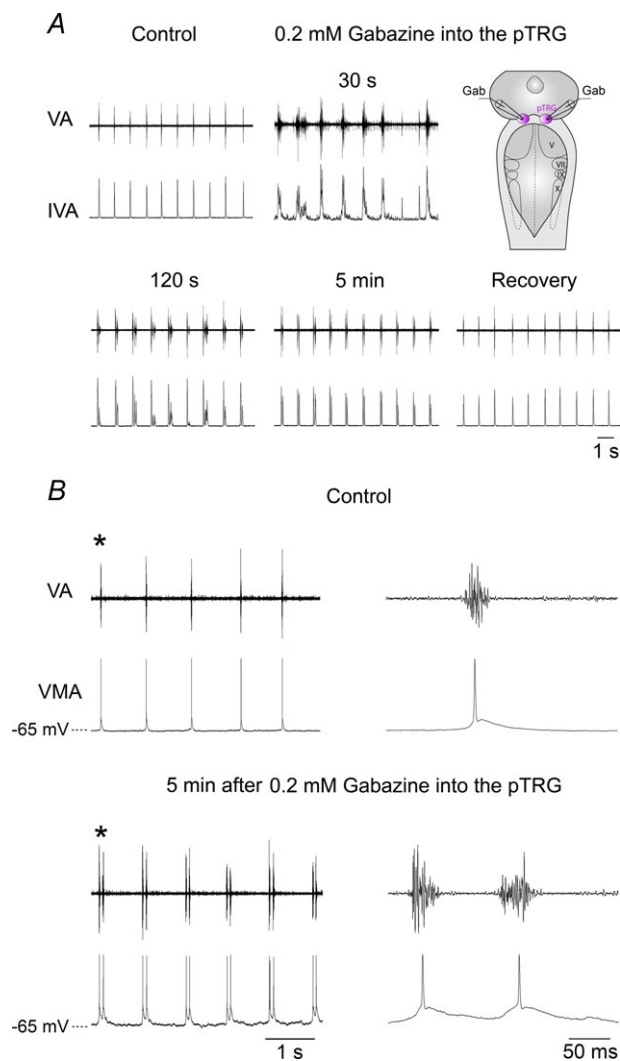 A
Control
0.2 mM Gabazine into the pTRG
30 s
VA
IVA
Gab
Gab
pTRG
V
VII
IX
X
120 s
5 min
Recovery
1 s
B
Control
*
VA
VMA
-65 mV
5 min after 0.2 mM Gabazine into the pTRG
*
-65 mV
1 s
50 ms